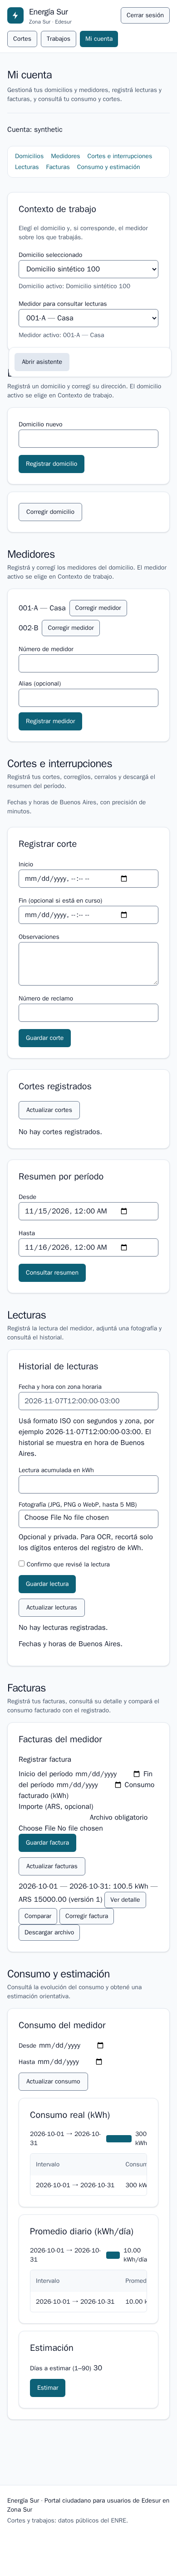 Energía Sur
Zona Sur · Edesur
Cerrar sesión
Cortes
Trabajos
Mi cuenta
Mi cuenta
Gestioná tus domicilios y medidores, registrá lecturas y
facturas, y consultá tu consumo y cortes.
Cuenta: synthetic
Domicilios Medidores Cortes e interrupciones
Lecturas Facturas Consumo y estimación
Contexto de trabajo
Elegí el domicilio y, si corresponde, el medidor
sobre los que trabajás.
Domicilio seleccionado
Domicilio sintético 100
Domicilio activo: Domicilio sintético 100
Medidor para consultar lecturas
001-A — Casa
Medidor activo: 001-A — Casa
Abrir asistente
Registrá un domicilio y corregí su dirección. El domicilio
activo se elige en Contexto de trabajo.
Domicilio nuevo
Registrar domicilio
Corregir domicilio
Medidores
Registrá y corregí los medidores del domicilio. El medidor
activo se elige en Contexto de trabajo.
001-A — Casa Corregir medidor
002-B Corregir medidor
Número de medidor
Alias (opcional)
Registrar medidor
Cortes e interrupciones
Registrá tus cortes, corregilos, cerralos y descargá el
resumen del período.
Fechas y horas de Buenos Aires, con precisión de
minutos.
Registrar corte
Inicio
mm/dd/yyyy, --:-- --
Fin (opcional si está en curso)
mm/dd/yyyy, --:-- --
Observaciones
Número de reclamo
Guardar corte
Cortes registrados
Actualizar cortes
No hay cortes registrados.
Resumen por período
Desde
11/15/2026, 12:00 AM
Hasta
11/16/2026, 12:00 AM
Consultar resumen
Lecturas
Registrá la lectura del medidor, adjuntá una fotografía y
consultá el historial.
Historial de lecturas
Fecha y hora con zona horaria
2026-11-07T12:00:00-03:00
Usá formato ISO con segundos y zona, por
ejemplo 2026-11-07T12:00:00-03:00. El
historial se muestra en hora de Buenos
Aires.
Lectura acumulada en kWh
Fotografía (JPG, PNG o WebP, hasta 5 MB)
Choose File No file chosen
Opcional y privada. Para OCR, recortá solo
los dígitos enteros del registro de kWh.
Confirmo que revisé la lectura
Guardar lectura
Actualizar lecturas
No hay lecturas registradas.
Fechas y horas de Buenos Aires.
Facturas
Registrá tus facturas, consultá su detalle y compará el
consumo facturado con el registrado.
Facturas del medidor
Registrar factura
Inicio del período mm/dd/yyyy Fin
del período mm/dd/yyyy Consumo
facturado (kWh)
Importe (ARS, opcional)
Archivo obligatorio
Choose File No file chosen
Guardar factura
Actualizar facturas
2026-10-01 — 2026-10-31: 100.5 kWh —
ARS 15000.00 (versión 1) Ver detalle
Comparar Corregir factura
Descargar archivo
Consumo y estimación
Consultá la evolución del consumo y obtené una
estimación orientativa.
Consumo del medidor
Desde mm/dd/yyyy
Hasta mm/dd/yyyy
Actualizar consumo
Consumo real (kWh)
2026-10-01 → 2026-10-31 300 kWh
Intervalo Consum
2026-10-01 → 2026-10-31 300 kW
Promedio diario (kWh/día)
2026-10-01 → 2026-10-31 10.00 kWh/día
Intervalo Promed
2026-10-01 → 2026-10-31 10.00 k
Estimación
Días a estimar (1–90) 30
Estimar
Energía Sur · Portal ciudadano para usuarios de Edesur en
Zona Sur
Cortes y trabajos: datos públicos del ENRE.